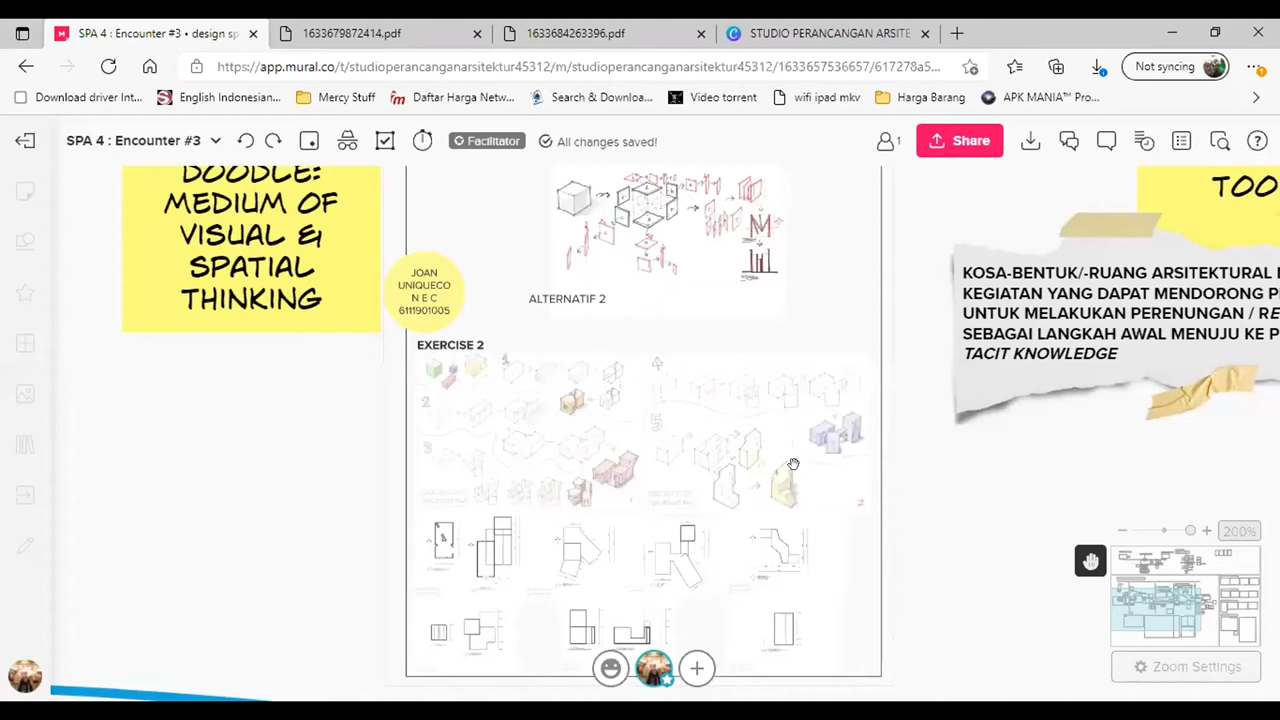 SPA 4 : Encounter #3 • design sp
1633679872414.pdf
1633684263396.pdf
STUDIO PERANCANGAN ARSITE
https://app.mural.co/t/studioperancanganarsitektur45312/m/studioperancanganarsitektur45312/1633657536657/617278a5...
Not syncing
Download driver Int...
English Indonesian...
Mercy Stuff
Daftar Harga Netw...
Search & Downloa...
Video torrent
wifi ipad mkv
Harga Barang
APK MANIA™ Pro...
SPA 4 : Encounter #3
Facilitator
All changes saved!
1
Share
DOODLE:
MEDIUM OF
VISUAL &
SPATIAL
THINKING
JOAN
UNIQUECO
N E C
6111901005
ALTERNATIF 2
EXERCISE 2
2
3
5
TOO
KOSA-BENTUK/-RUANG ARSITEKTURAL
KEGIATAN YANG DAPAT MENDORONG
UNTUK MELAKUKAN PERENUNGAN / RE
SEBAGAI LANGKAH AWAL MENUJU KE
TACIT KNOWLEDGE
200%
Zoom Settings